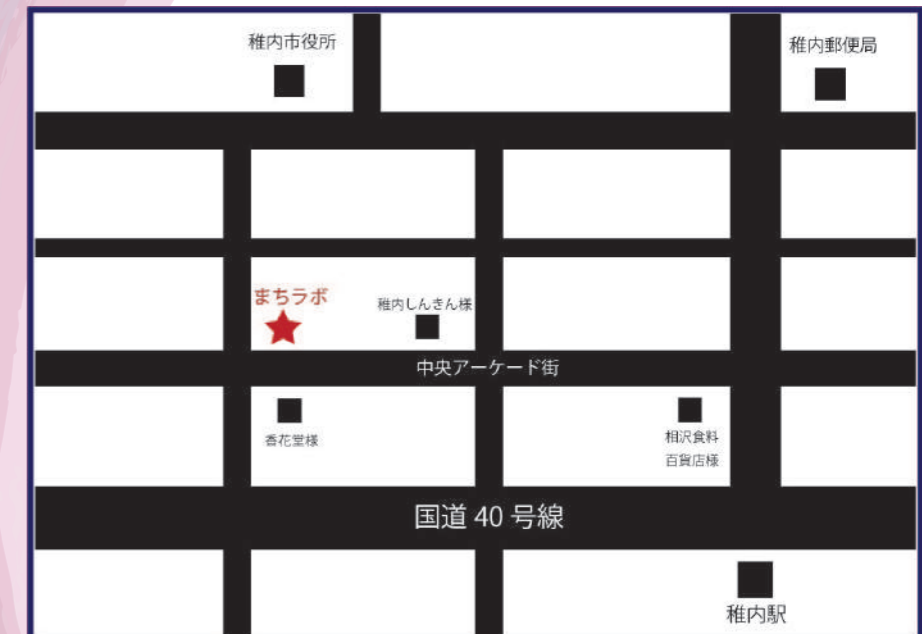 稚内市役所
稚内郵便局
まちラボ
稚内しんきん様
中央アーケード街
香花堂様
相沢食料
百貨店様
国道 40 号線
稚内駅